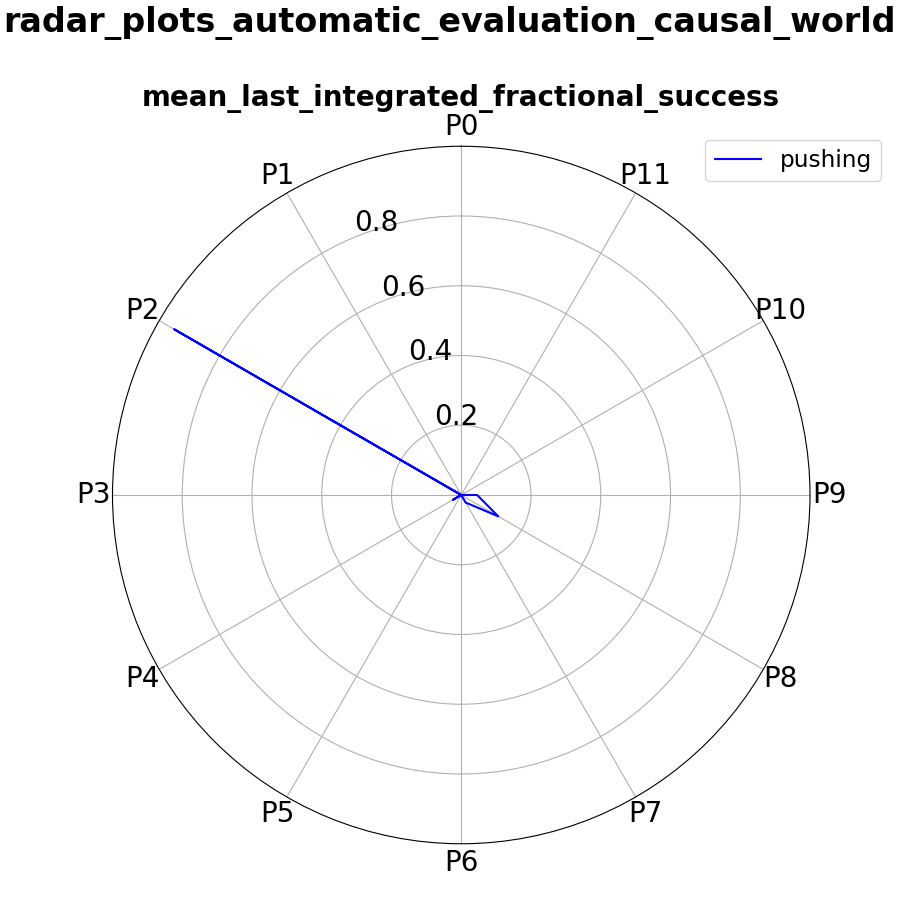 radar_plots_automatic_evaluation_causal_world
mean_last_integrated_fractional_success
P0
pushing
P1
P11
0.8
0.6
P2
P10
0.4
0.2
P3
P9
P4
P8
P5
P7
P6